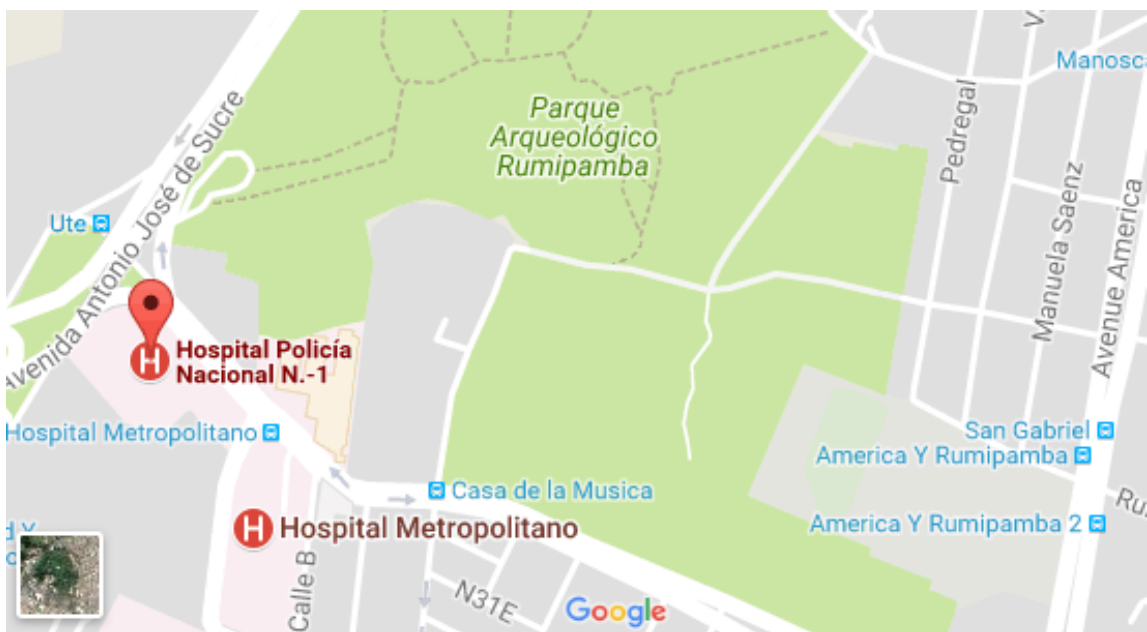 Parque
Arqueológico
Rumipamba
Manosca
Pedregal
Manuela Saenz
Avenue America
Avenida Antonio José de Sucre
Ute
H
Hospital Policía
Nacional N.-1
Hospital Metropolitano
San Gabriel
America Y Rumipamba
Casa de la Musica
America Y Rumipamba 2
H
Hospital Metropolitano
Calle B
N31E
Google